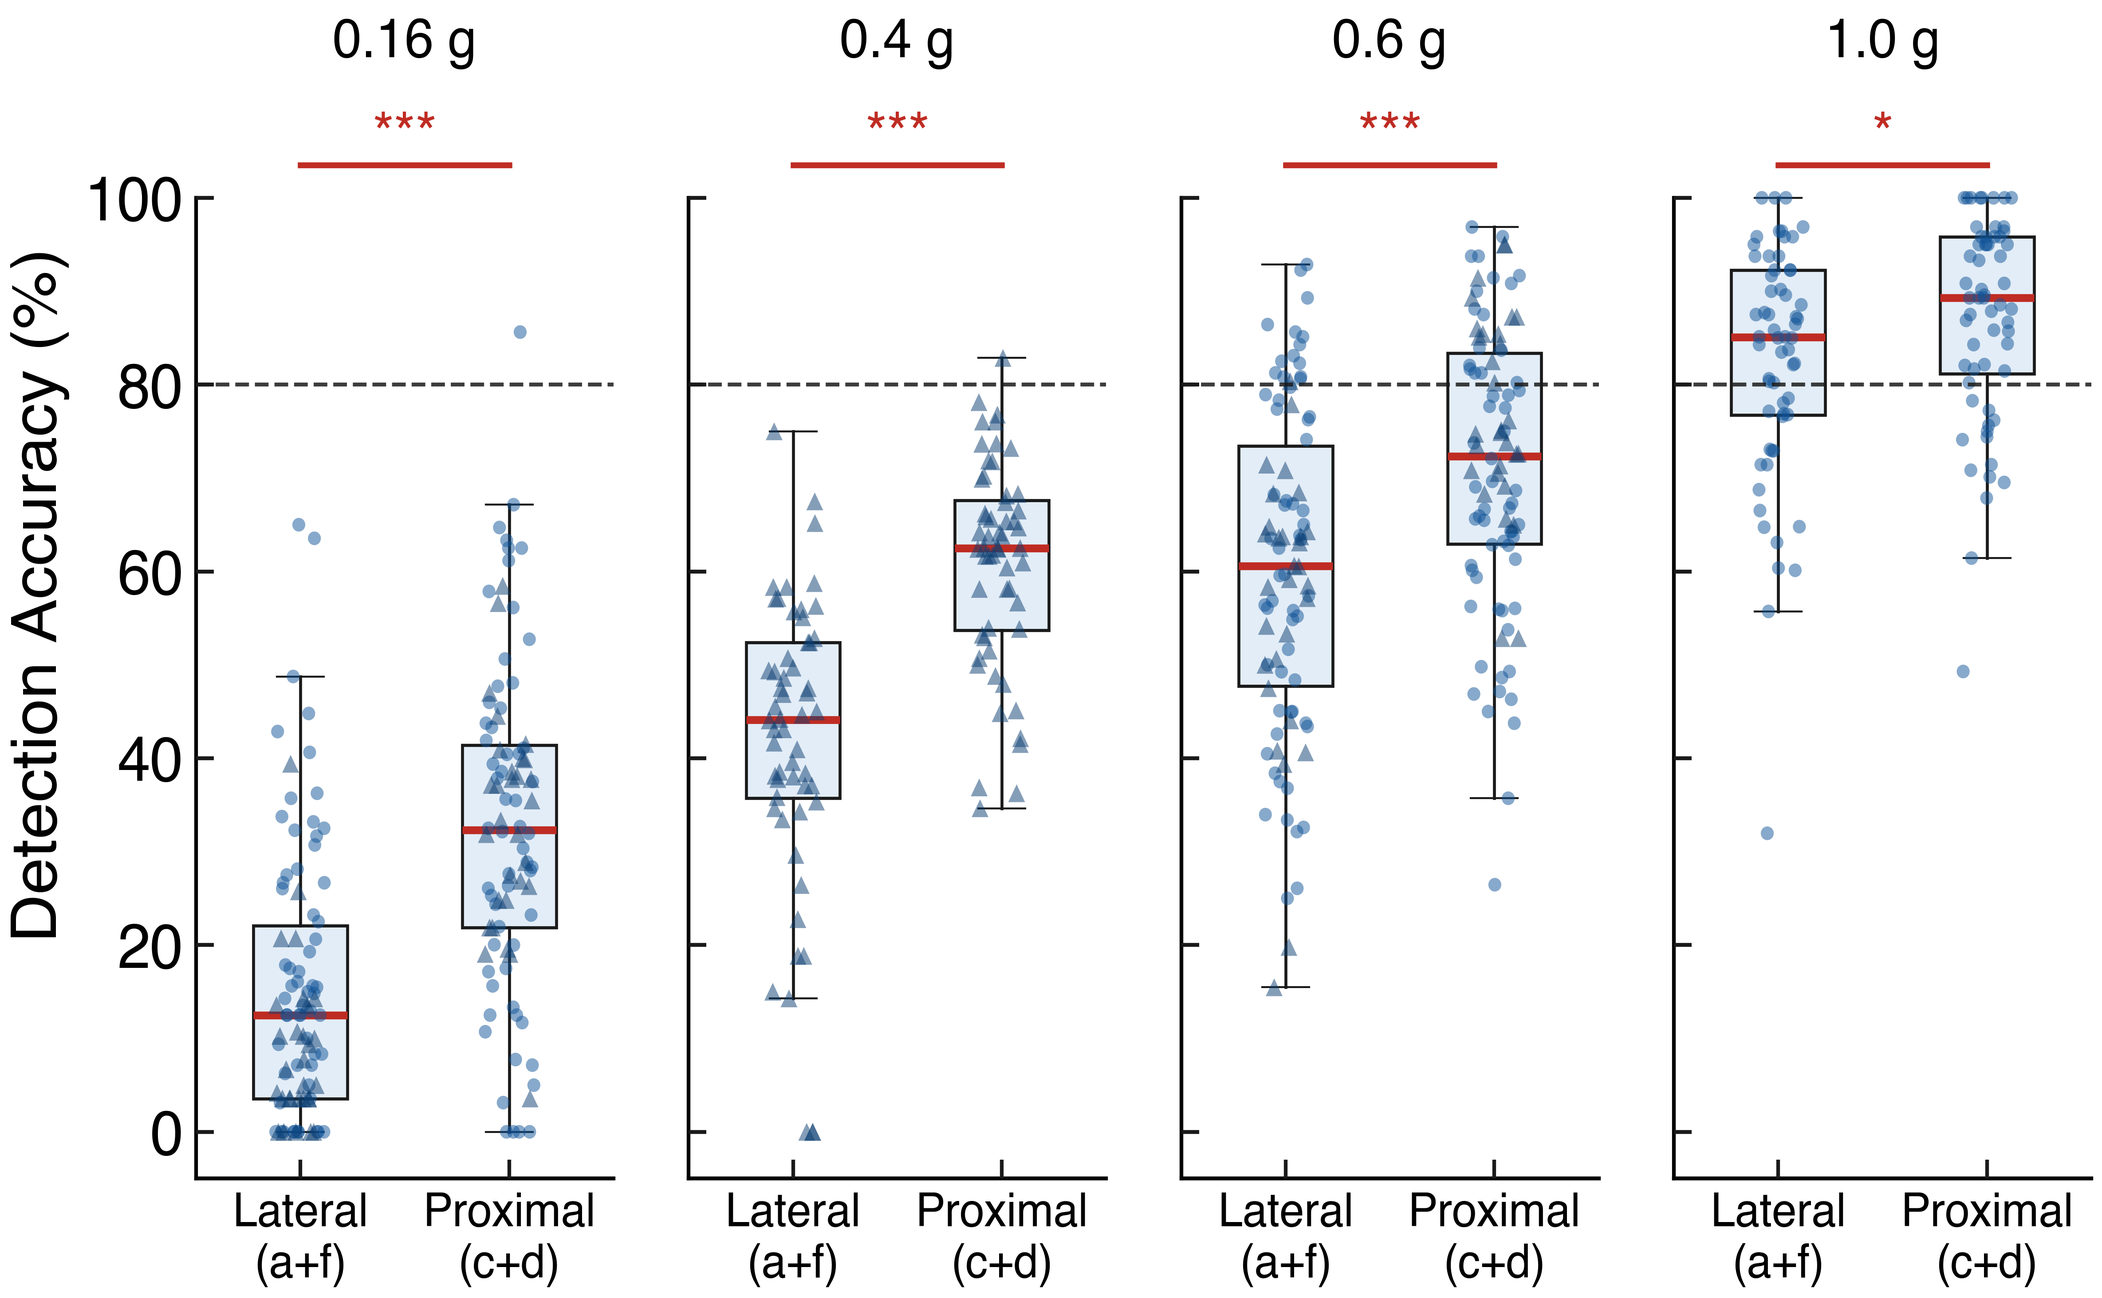 0.16 g 0.4 g 0.6 g 1.0 g
*** *** *** *
Detection Accuracy (%)
100
80
60
40
20
0
Lateral Proximal Lateral Proximal Lateral Proximal Lateral Proximal
(a+f) (c+d) (a+f) (c+d) (a+f) (c+d) (a+f) (c+d)